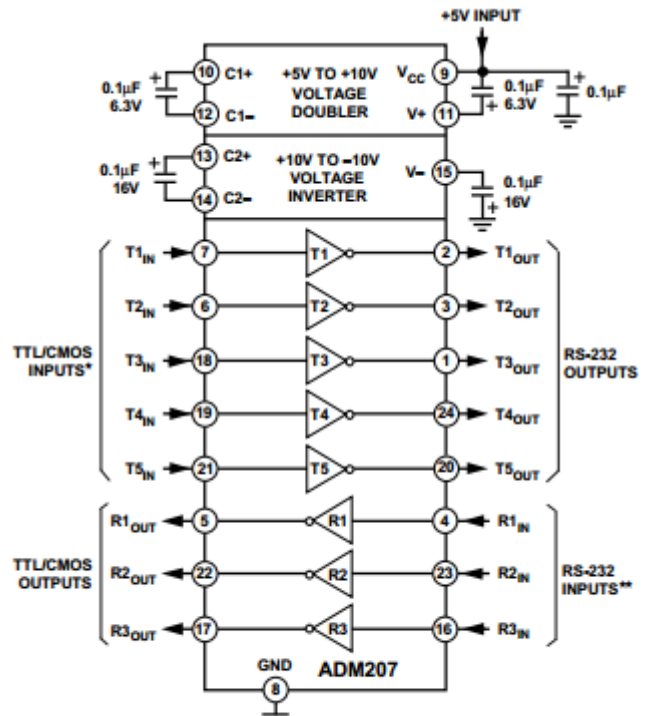 +5V INPUT
10 C1+ +5V TO +10V VCC 9
0.1μF + 6.3V
VOLTAGE
12 C1– DOUBLER V+ 11
+ 0.1μF 6.3V
+ 0.1μF
13 C2+ +10V TO –10V
0.1μF + 16V
VOLTAGE V– 15
14 C2– INVERTER
0.1μF + 16V
T1IN 7 T1 2 T1OUT
T2IN 6 T2 3 T2OUT
TTL/CMOS
INPUTS*
T3IN 18 T3 1 T3OUT
RS-232
OUTPUTS
T4IN 19 T4 24 T4OUT
T5IN 21 T5 20 T5OUT
R1OUT 5 R1 4 R1IN
TTL/CMOS
OUTPUTS
R2OUT 22 R2 23 R2IN
RS-232
INPUTS**
R3OUT 17 R3 16 R3IN
GND ADM207
8